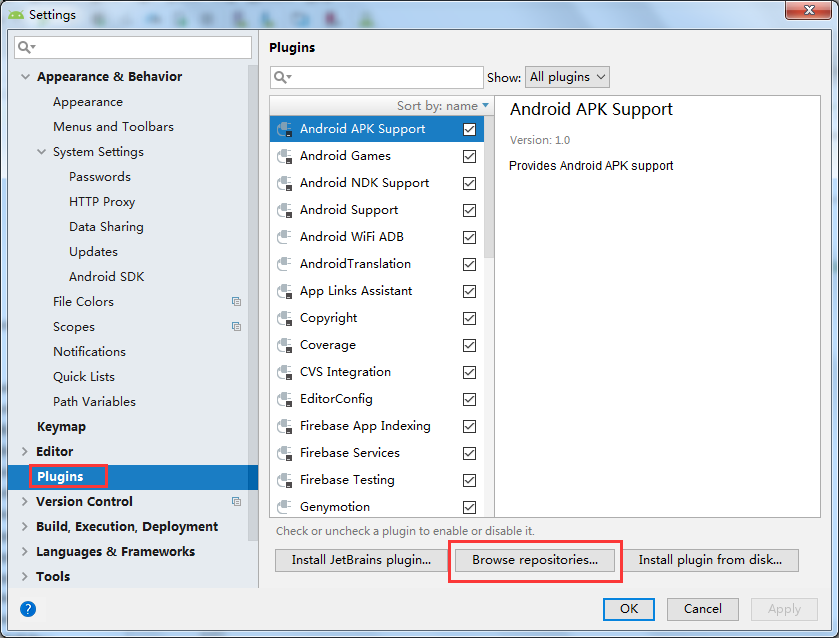 Settings
Appearance & Behavior
Appearance
Menus and Toolbars
System Settings
Passwords
HTTP Proxy
Data Sharing
Updates
Android SDK
File Colors
Scopes
Notifications
Quick Lists
Path Variables
Keymap
Editor
Plugins
Version Control
Build, Execution, Deployment
Languages & Frameworks
Tools
?
Plugins
Show: All plugins
Sort by: name
Android APK Support
Android Games
Android NDK Support
Android Support
Android WiFi ADB
AndroidTranslation
App Links Assistant
Copyright
Coverage
CVS Integration
EditorConfig
Firebase App Indexing
Firebase Services
Firebase Testing
Genymotion
Android APK Support
Version: 1.0
Provides Android APK support
Check or uncheck a plugin to enable or disable it.
Install JetBrains plugin... Browse repositories... Install plugin from disk...
OK Cancel Apply